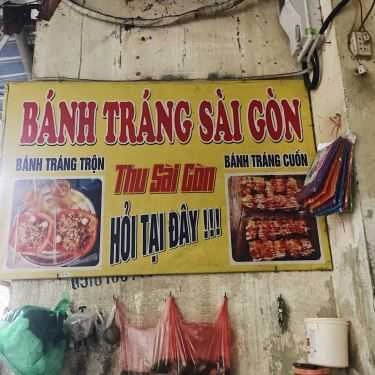 BÁNH TRÁNG SÀI GÒN
BÁNH TRÁNG TRỘN
Thu Sài Gòn
BÁNH TRÁNG CUỐN
HỎI TẠI ĐÂY !!!